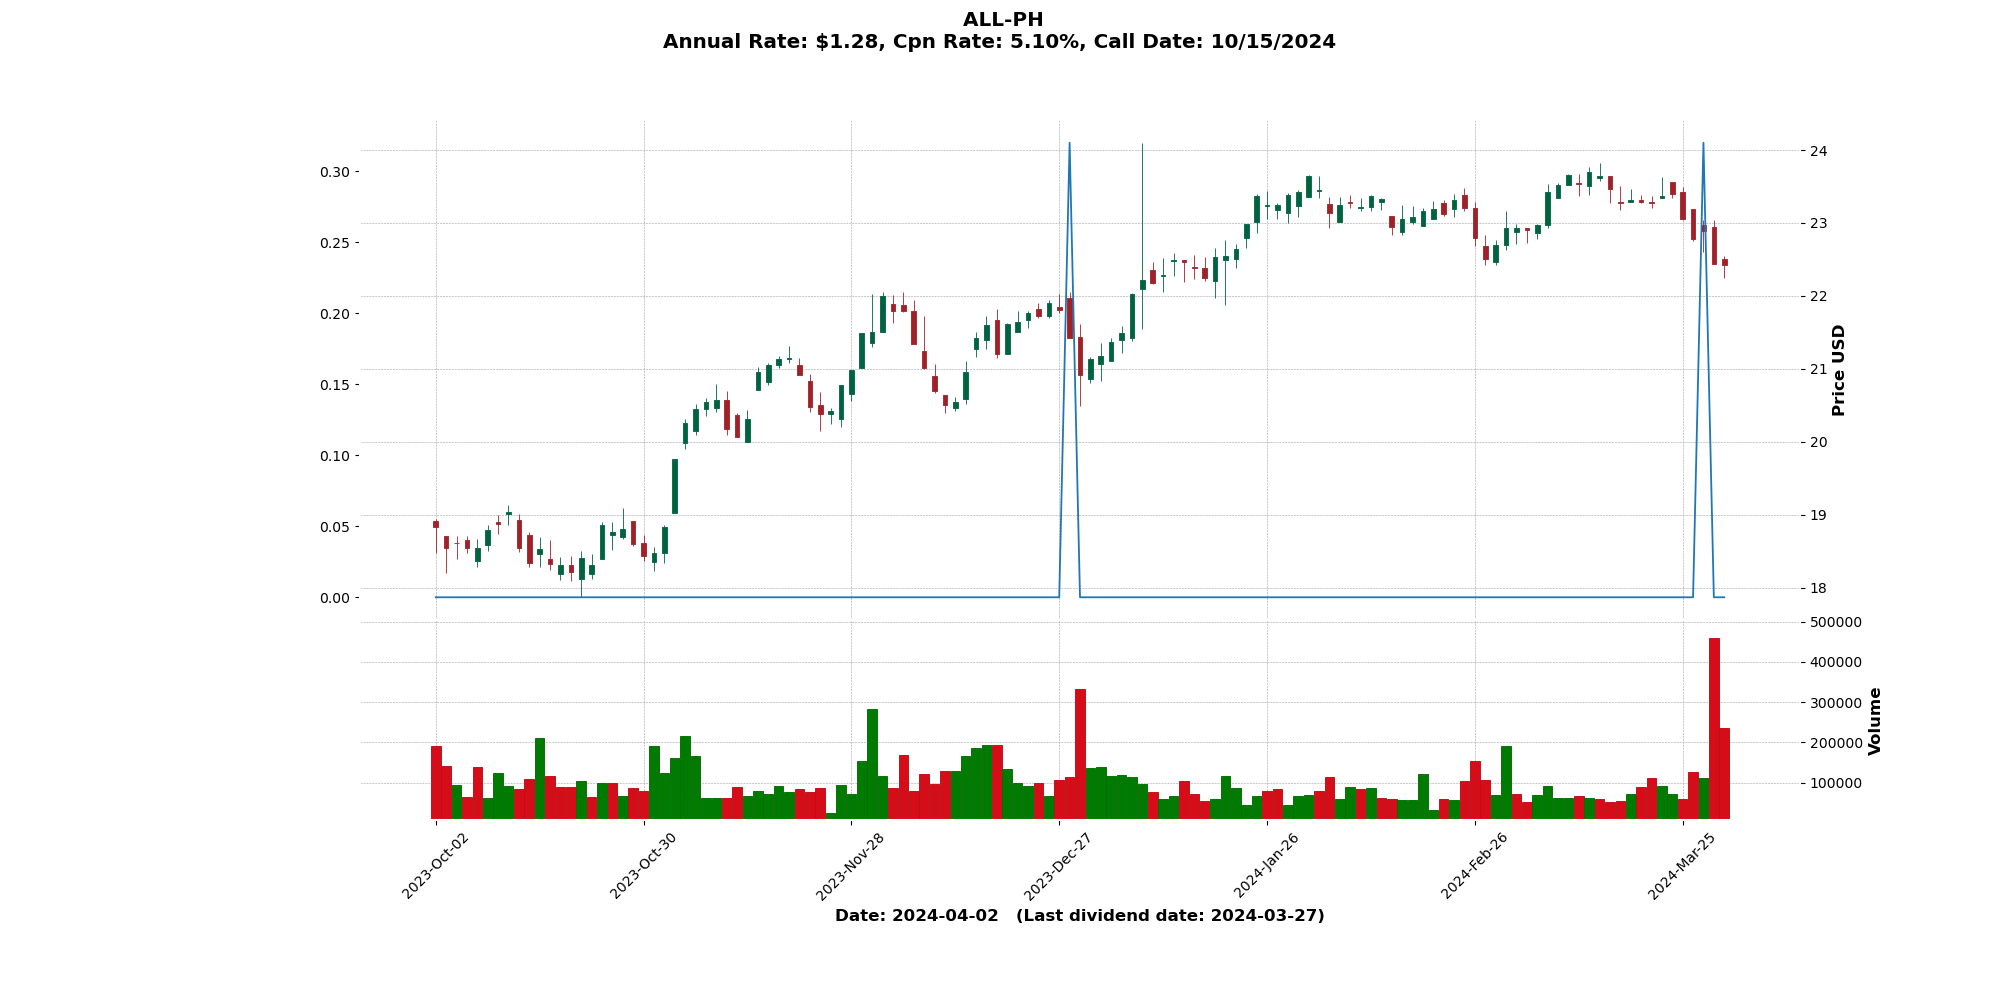 ALL-PH
Annual Rate: $1.28, Cpn Rate: 5.10%, Call Date: 10/15/2024
0.30
0.25
0.20
0.15
0.10
0.05
0.00
24
23
22
21
20
19
18
Price USD
500000
400000
300000
200000
100000
Volume
2023-Oct-02
2023-Oct-30
2023-Nov-28
2023-Dec-27
2024-Jan-26
2024-Feb-26
2024-Mar-25
Date: 2024-04-02   (Last dividend date: 2024-03-27)